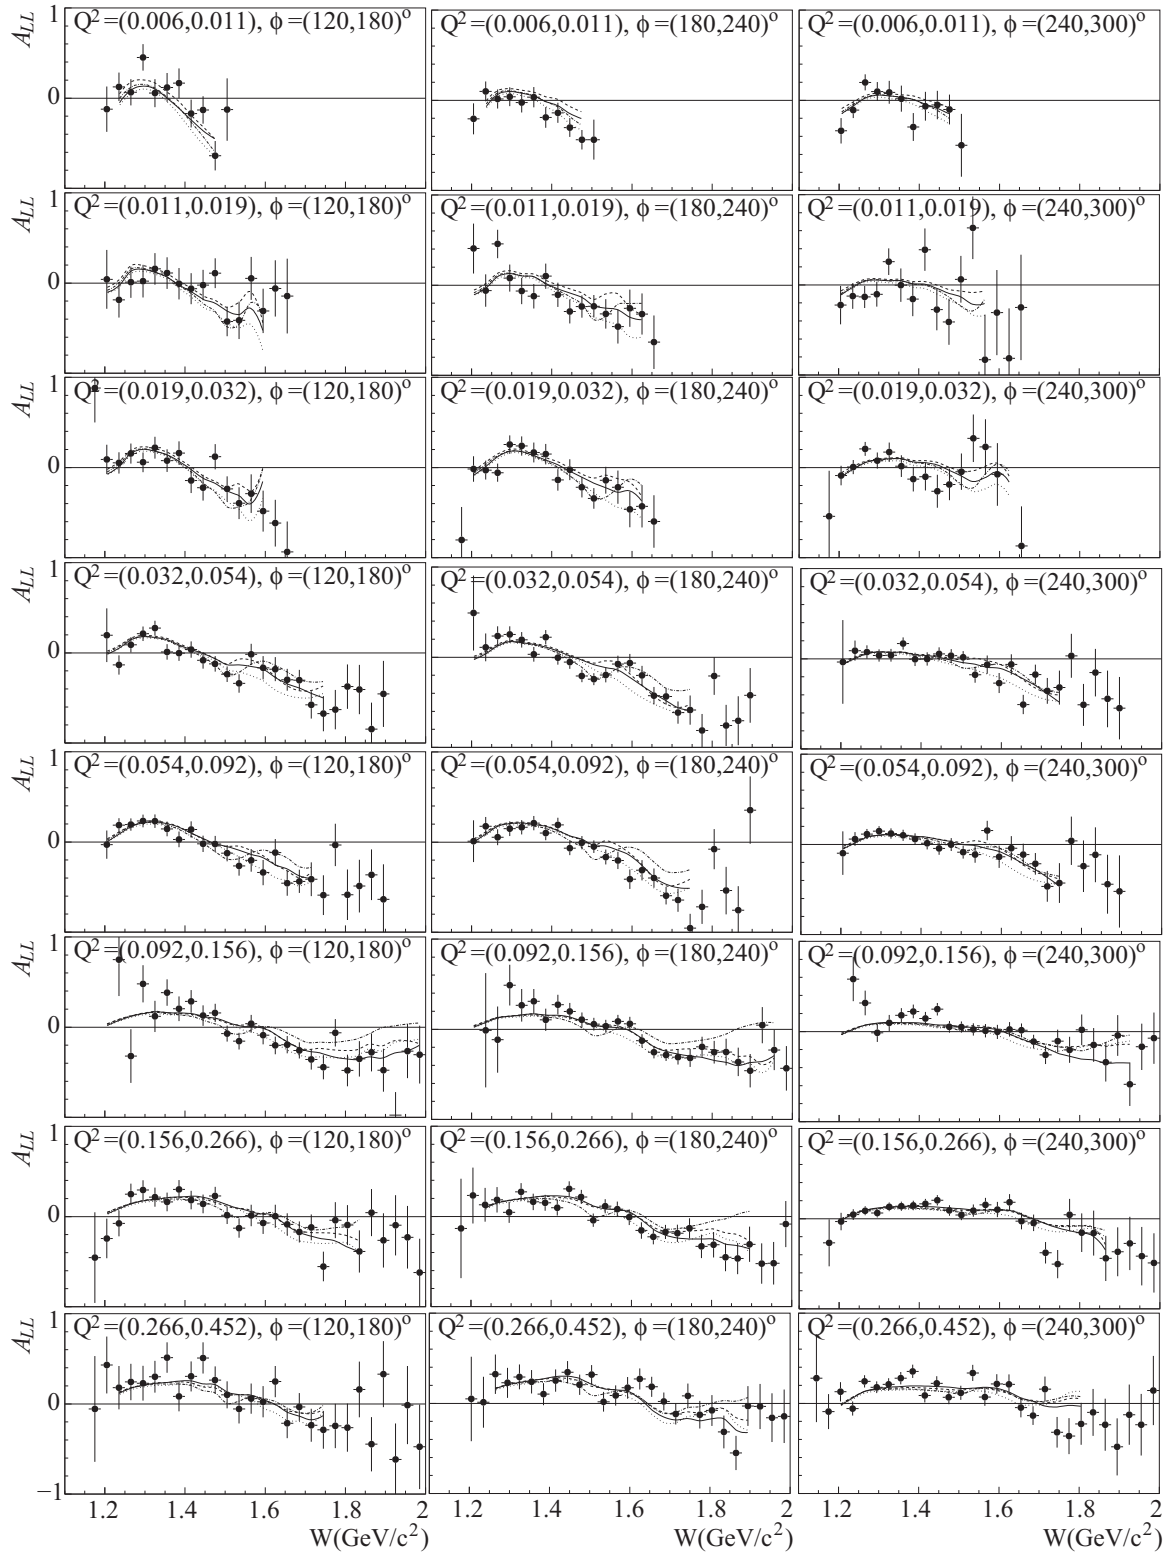 1
A_LL
Q²=(0.006,0.011), ϕ=(120,180)°
Q²=(0.006,0.011), ϕ=(180,240)°
Q²=(0.006,0.011), ϕ=(240,300)°
0
1
A_LL
Q²=(0.011,0.019), ϕ=(120,180)°
Q²=(0.011,0.019), ϕ=(180,240)°
Q²=(0.011,0.019), ϕ=(240,300)°
0
1
A_LL
Q²=(0.019,0.032), ϕ=(120,180)°
Q²=(0.019,0.032), ϕ=(180,240)°
Q²=(0.019,0.032), ϕ=(240,300)°
0
1
A_LL
Q²=(0.032,0.054), ϕ=(120,180)°
Q²=(0.032,0.054), ϕ=(180,240)°
Q²=(0.032,0.054), ϕ=(240,300)°
0
1
A_LL
Q²=(0.054,0.092), ϕ=(120,180)°
Q²=(0.054,0.092), ϕ=(180,240)°
Q²=(0.054,0.092), ϕ=(240,300)°
0
1
A_LL
Q²=(0.092,0.156), ϕ=(120,180)°
Q²=(0.092,0.156), ϕ=(180,240)°
Q²=(0.092,0.156), ϕ=(240,300)°
0
1
A_LL
Q²=(0.156,0.266), ϕ=(120,180)°
Q²=(0.156,0.266), ϕ=(180,240)°
Q²=(0.156,0.266), ϕ=(240,300)°
0
1
A_LL
Q²=(0.266,0.452), ϕ=(120,180)°
Q²=(0.266,0.452), ϕ=(180,240)°
Q²=(0.266,0.452), ϕ=(240,300)°
0
−1
1.2 1.4 1.6 1.8 2 1.2 1.4 1.6 1.8 2 1.2 1.4 1.6 1.8 2
W(GeV/c²) W(GeV/c²) W(GeV/c²)